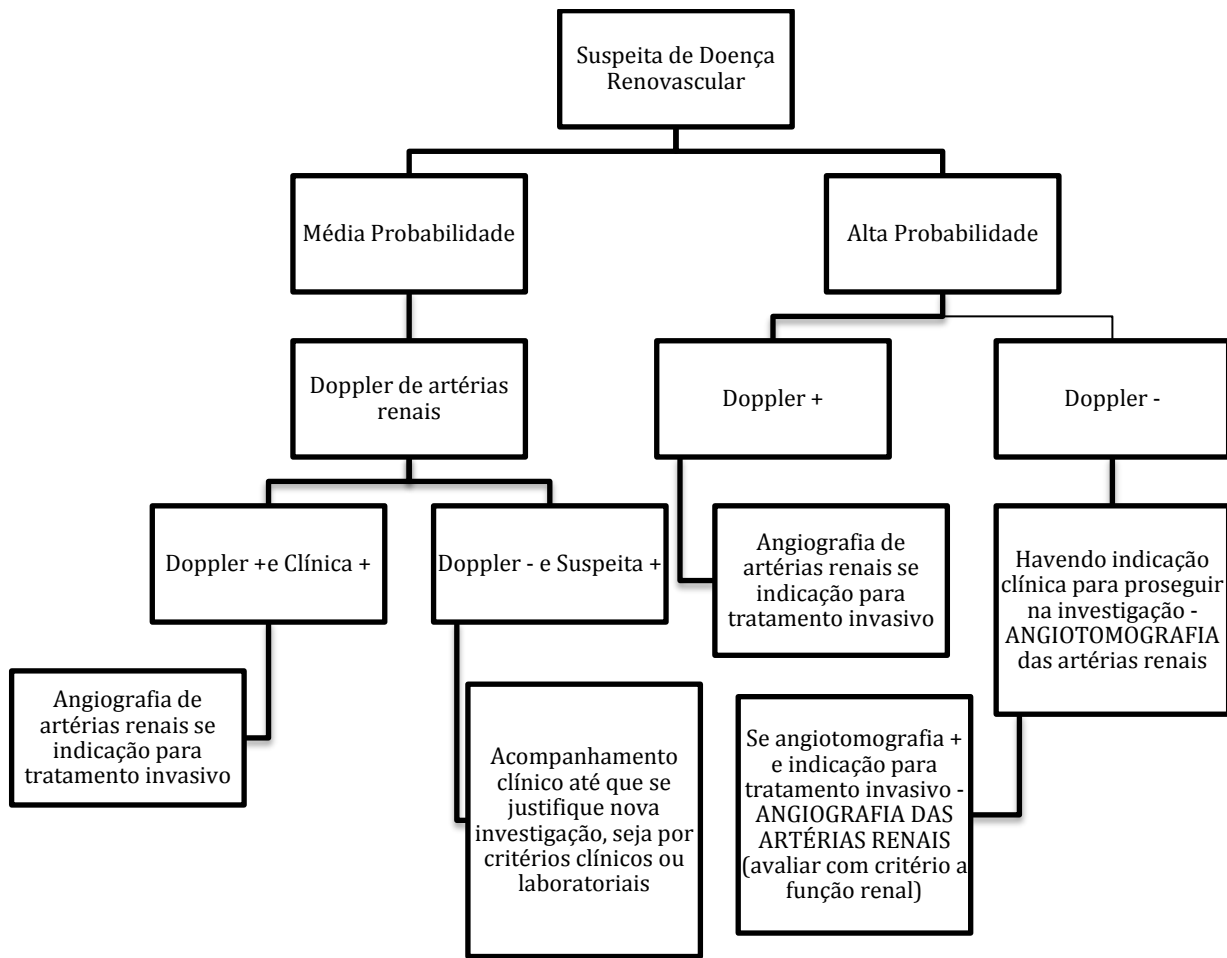 Suspeita de Doença
Renovascular
Média Probabilidade
Alta Probabilidade
Doppler de artérias
renais
Doppler +
Doppler -
Doppler +e Clínica +
Doppler - e Suspeita +
Angiografia de
artérias renais se
indicação para
tratamento invasivo
Havendo indicação
clínica para proseguir
na investigação -
ANGIOTOMOGRAFIA
das artérias renais
Angiografia de
artérias renais se
indicação para
tratamento invasivo
Acompanhamento
clínico até que se
justifique nova
investigação, seja por
critérios clínicos ou
laboratoriais
Se angiotomografia +
e indicação para
tratamento invasivo -
ANGIOGRAFIA DAS
ARTÉRIAS RENAIS
(avaliar com critério a
função renal)